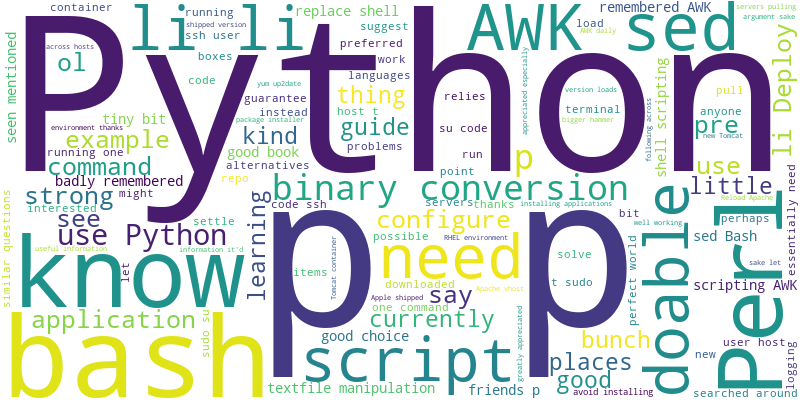 Python
p p
Perl
bash
know
script
need
AWK sed
li li
doable
binary conversion
use Python
currently
configure
application
command
strong
example
learning
li Deploy
use
thing
guide
kind
places
bunch
good
little
pre
p
say
see
ol
tiny bit
textfile manipulation
shell scripting
badly remembered
scripting AWK
sed Bash
remembered AWK
replace shell
container
running
suggest
preferred
languages
work
load
terminal
relies
su code
run
point
host t
problems
guarantee
instead
boxes
code
ssh user
shipped version
across hosts
seen mentioned
environment thanks
package installer
yum up2date
running one
good book
alternatives
might
repo
interested
settle
let
similar questions
useful information
information it'd
sudo su
downloaded
one command
good choice
friends p
avoid installing
Apple shipped
Tomcat container
RHEL environment
possible
items
code ssh
servers
thanks
bit
solve
t sudo
well working
perfect world
perhaps
installing applications
Apache vhost
greatly appreciated
appreciated especially
version loads
bigger hammer
following across
anyone
pull
new Tomcat
Reload Apache
essentially need
sake let
user host
new
logging
searched around
AWK daily
argument sake
servers pulling